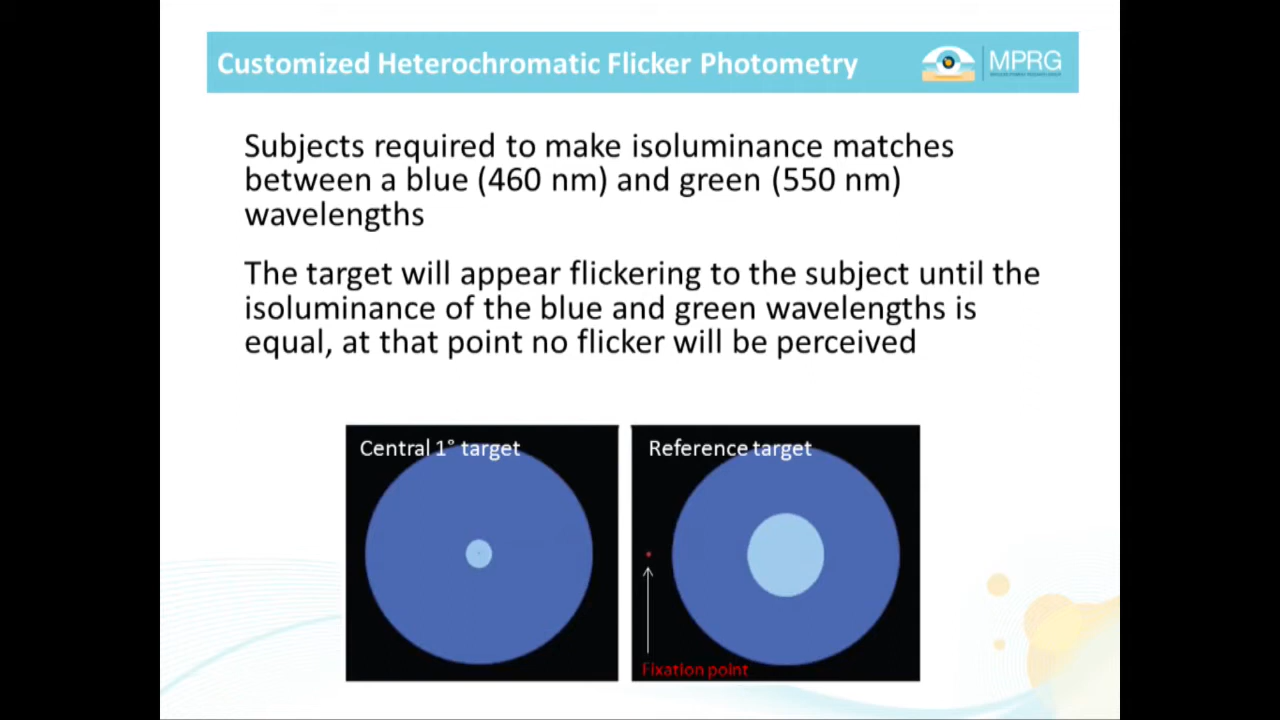 Customized Heterochromatic Flicker Photometry
MPRG
Subjects required to make isoluminance matches
between a blue (460 nm) and green (550 nm)
wavelengths
The target will appear flickering to the subject until the
isoluminance of the blue and green wavelengths is
equal, at that point no flicker will be perceived
Central 1° target
Reference target
Fixation point